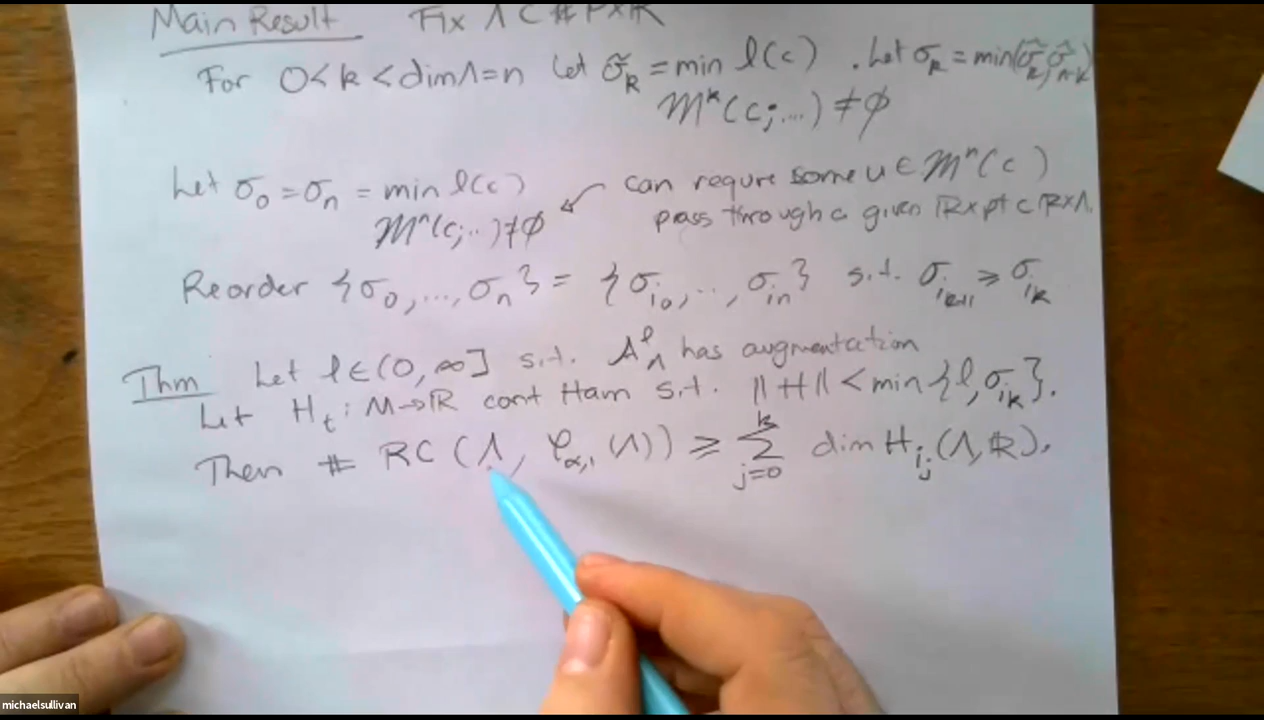 Main Result Fix Λ ⊂ # P×ℝ
For 0<k<dimΛ=n Let σ̃_k = min l(c) . Let σ_k = min(σ̃_k, σ̃_{n-k})
M^k(c;...) ≠ ∅
Let σ_0 = σ_n = min l(c) can requre some u ∈ M^n(c)
M^n(c;..) ≠ ∅ pass through a given ℝ×pt ⊂ ℝ×Λ.
Reorder {σ_0,...,σ_n} = {σ_{i_0},..,σ_{i_n}} s.t. σ_{i_{k+1}} ≥ σ_{i_k}
Thm Let l ∈ (0,∞] s.t. A^l_Λ has augmentation
Let H_t : M→ℝ cont Ham s.t. ||H|| < min{l, σ_{i_k}}.
Then # RC(Λ, φ_{α,1}(Λ)) ≥ Σ_{j=0}^{k} dim H_{i_j}(Λ,ℝ).
michaelsullivan